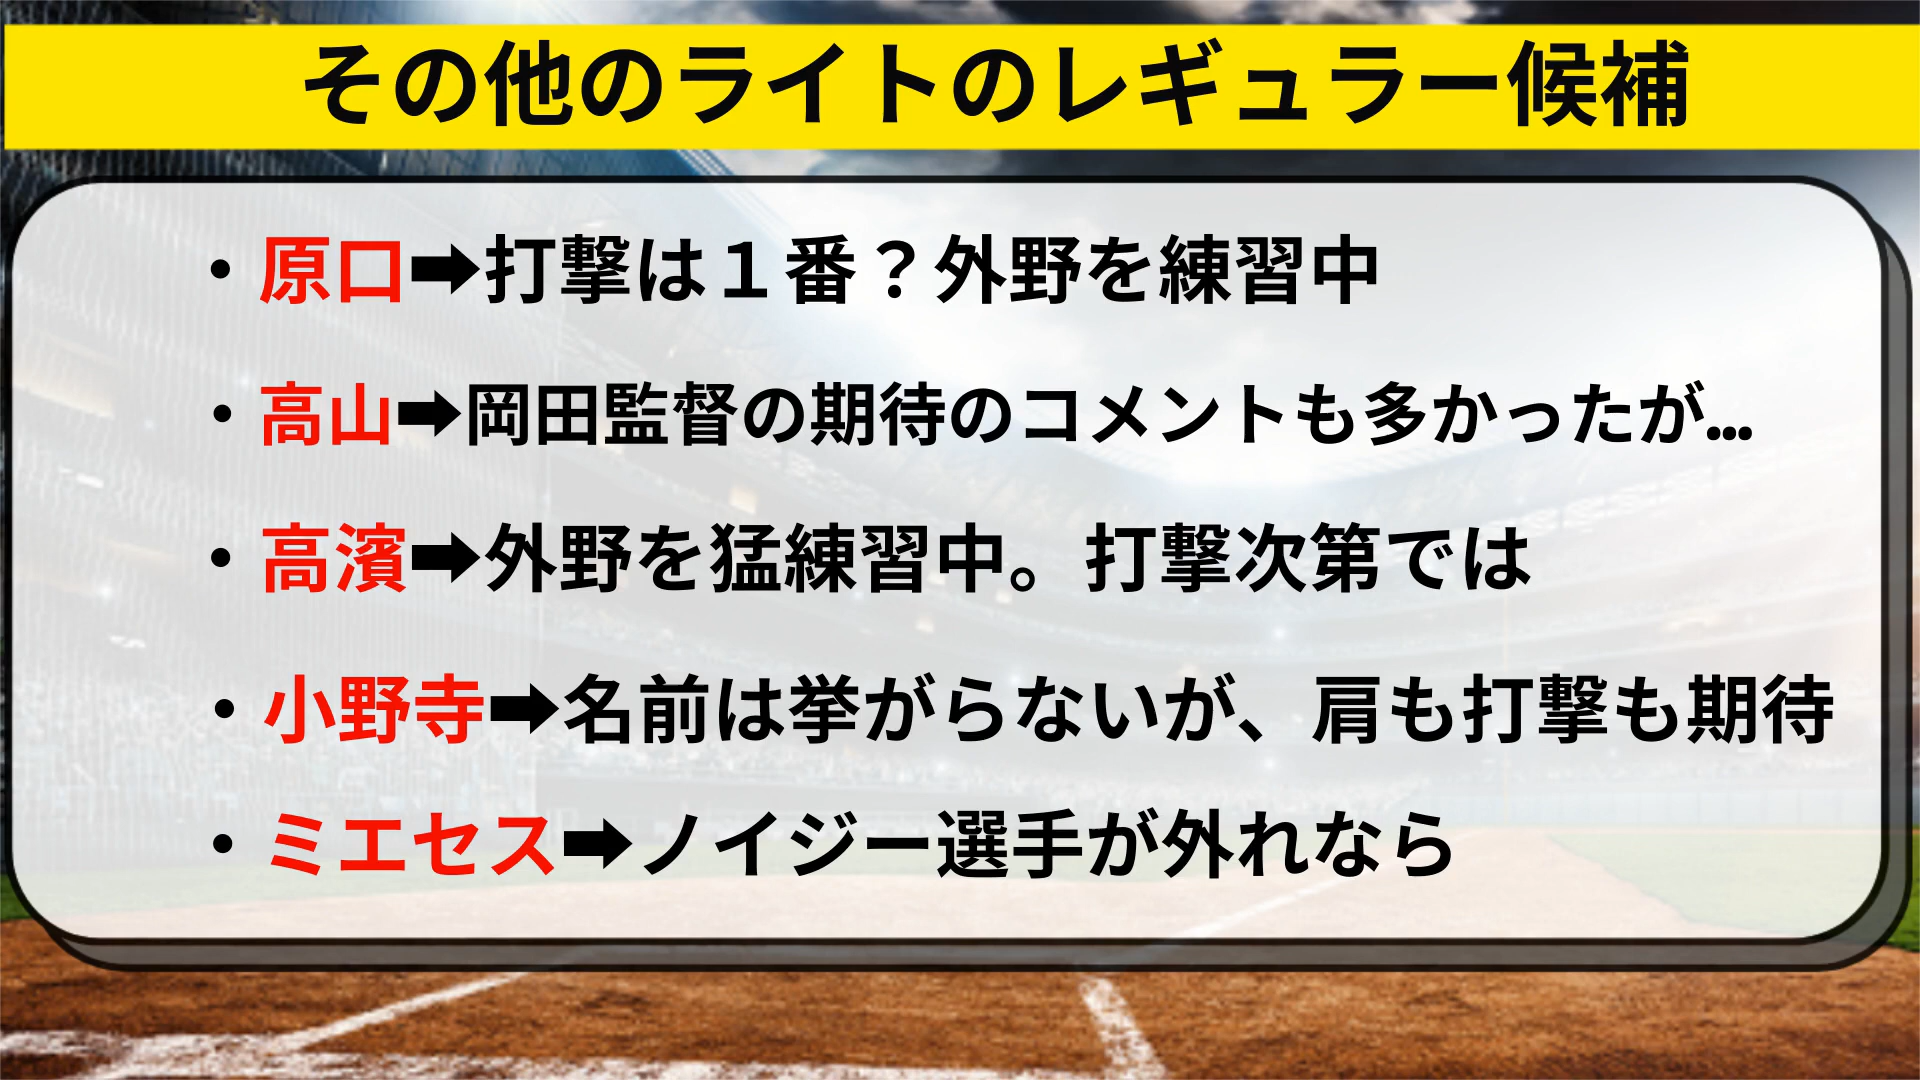 その他のライトのレギュラー候補
・原口➡打撃は１番？外野を練習中
・高山➡岡田監督の期待のコメントも多かったが…
・高濱➡外野を猛練習中。打撃次第では
・小野寺➡名前は挙がらないが、肩も打撃も期待
・ミエセス➡ノイジー選手が外れなら